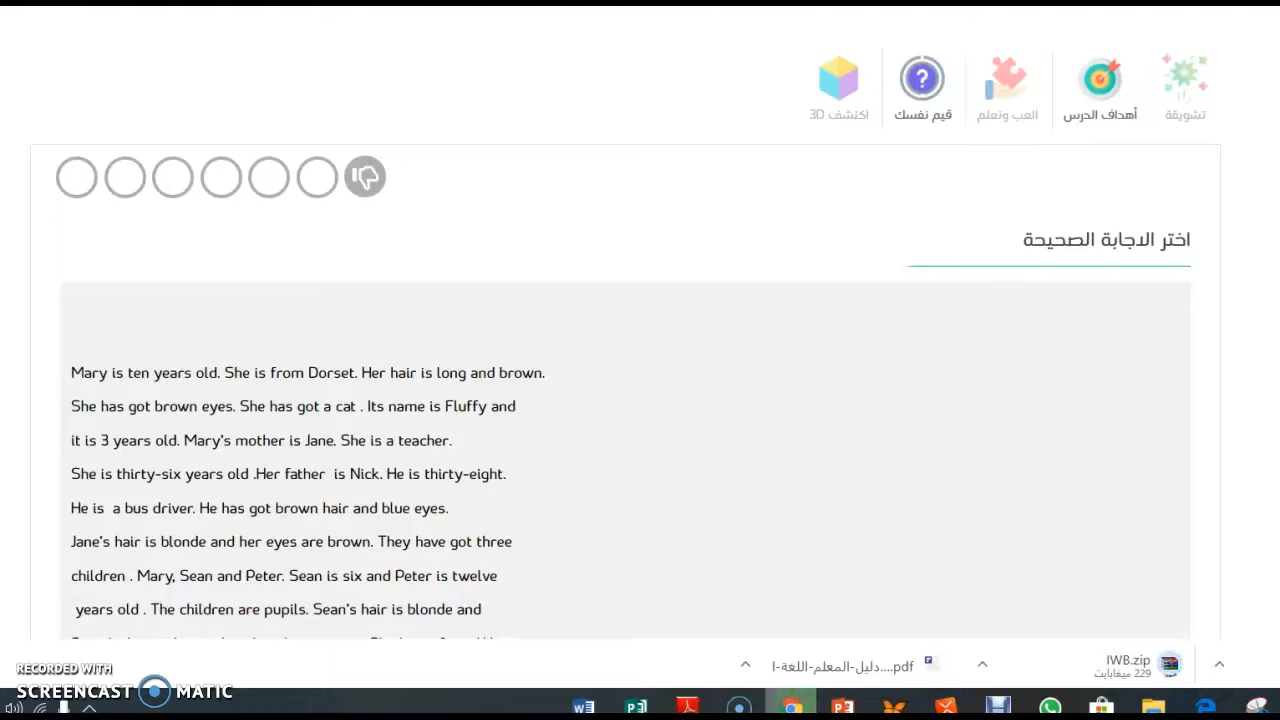 تشويقة
أهداف الدرس
العب وتعلم
قيم نفسك
اكتشف 3D
اختر الاجابة الصحيحة
Mary is ten years old. She is from Dorset. Her hair is long and brown.
She has got brown eyes. She has got a cat . Its name is Fluffy and
it is 3 years old. Mary's mother is Jane. She is a teacher.
She is thirty-six years old .Her father  is Nick. He is thirty-eight.
He is  a bus driver. He has got brown hair and blue eyes.
Jane's hair is blonde and her eyes are brown. They have got three
children . Mary, Sean and Peter. Sean is six and Peter is twelve
years old . The children are pupils. Sean's hair is blonde and
IWB.zip
229 ميغابايت
دليل-المعلم-اللغة-ا....pdf
RECORDED WITH
SCREENCAST MATIC